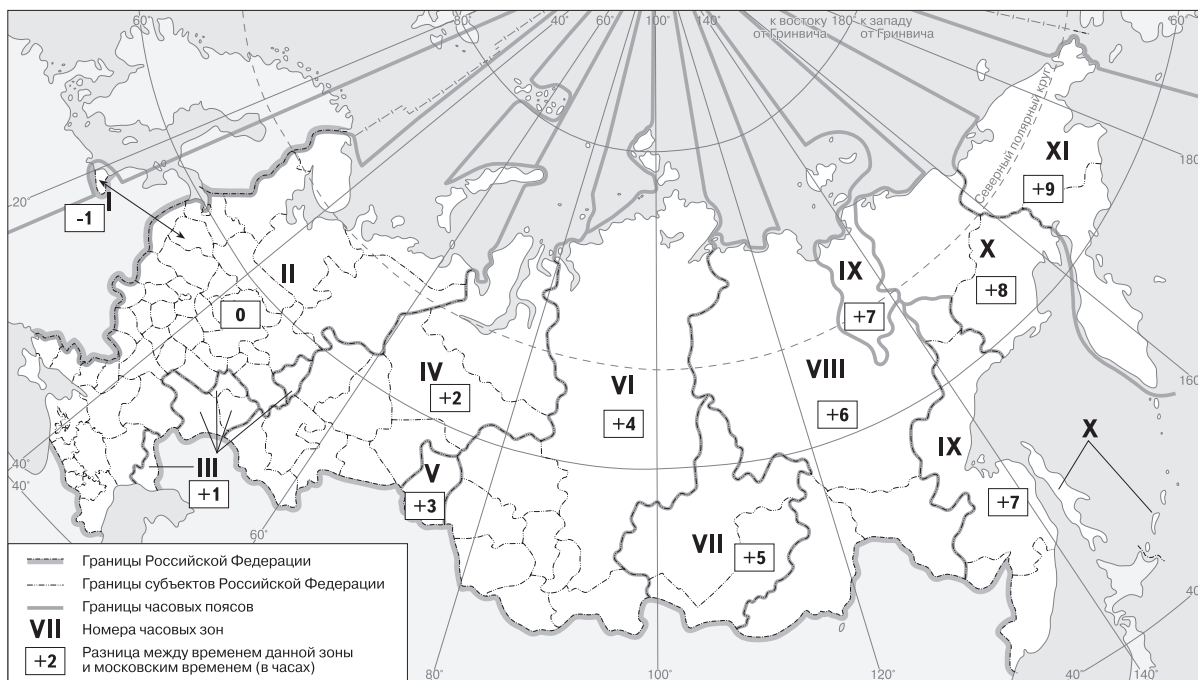 60°
80°
40°
60°
100°
140°
к востоку 180° к западу
от Гринвича от Гринвича
60°
Северный полярный круг
180°
20°
I
-1
II
0
XI
+9
X
+8
IX
+7
160°
IV
+2
VI
+4
VIII
+6
IX
+7
X
III
+1
V
+3
VII
+5
40°
40°
60°
Границы Российской Федерации
Границы субъектов Российской Федерации
Границы часовых поясов
VII Номера часовых зон
+2 Разница между временем данной зоны
и московским временем (в часах)
80°
100°
120°
40°
140°
40°